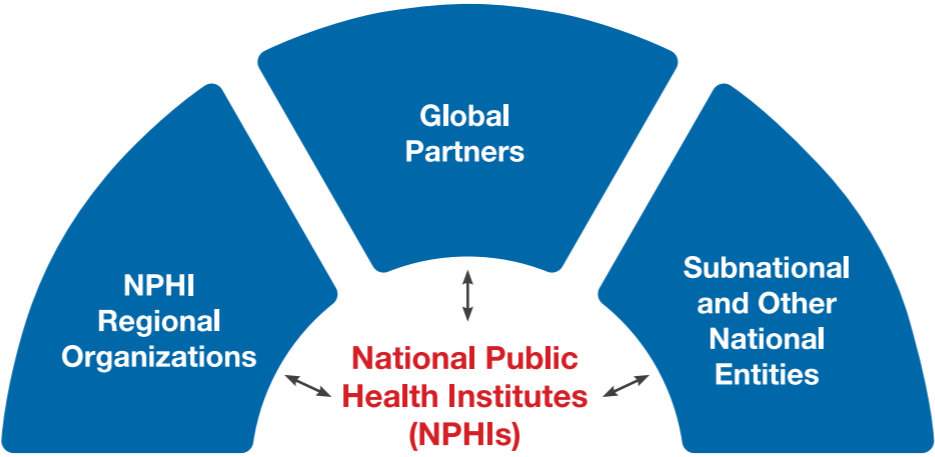 Global
Partners
NPHI
Regional
Organizations
Subnational
and Other
National
Entities
National Public
Health Institutes
(NPHIs)